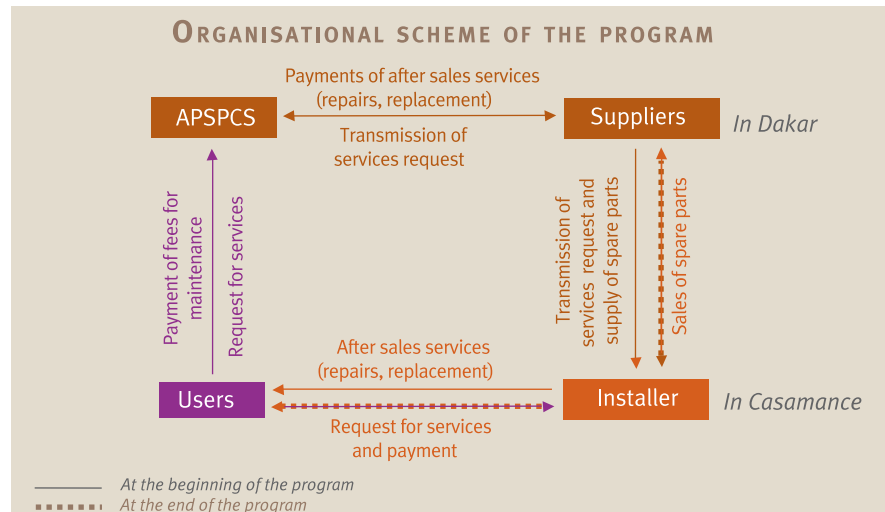 ORGANISATIONAL SCHEME OF THE PROGRAM
Payments of after sales services
(repairs, replacement)
APSPCS
Suppliers
In Dakar
Transmission of
services request
Payment of fees for
maintenance
Request for services
Transmission of
services request and
supply of spare parts
Sales of spare parts
After sales services
(repairs, replacement)
Users
Installer
In Casamance
Request for services
and payment
At the beginning of the program
At the end of the program